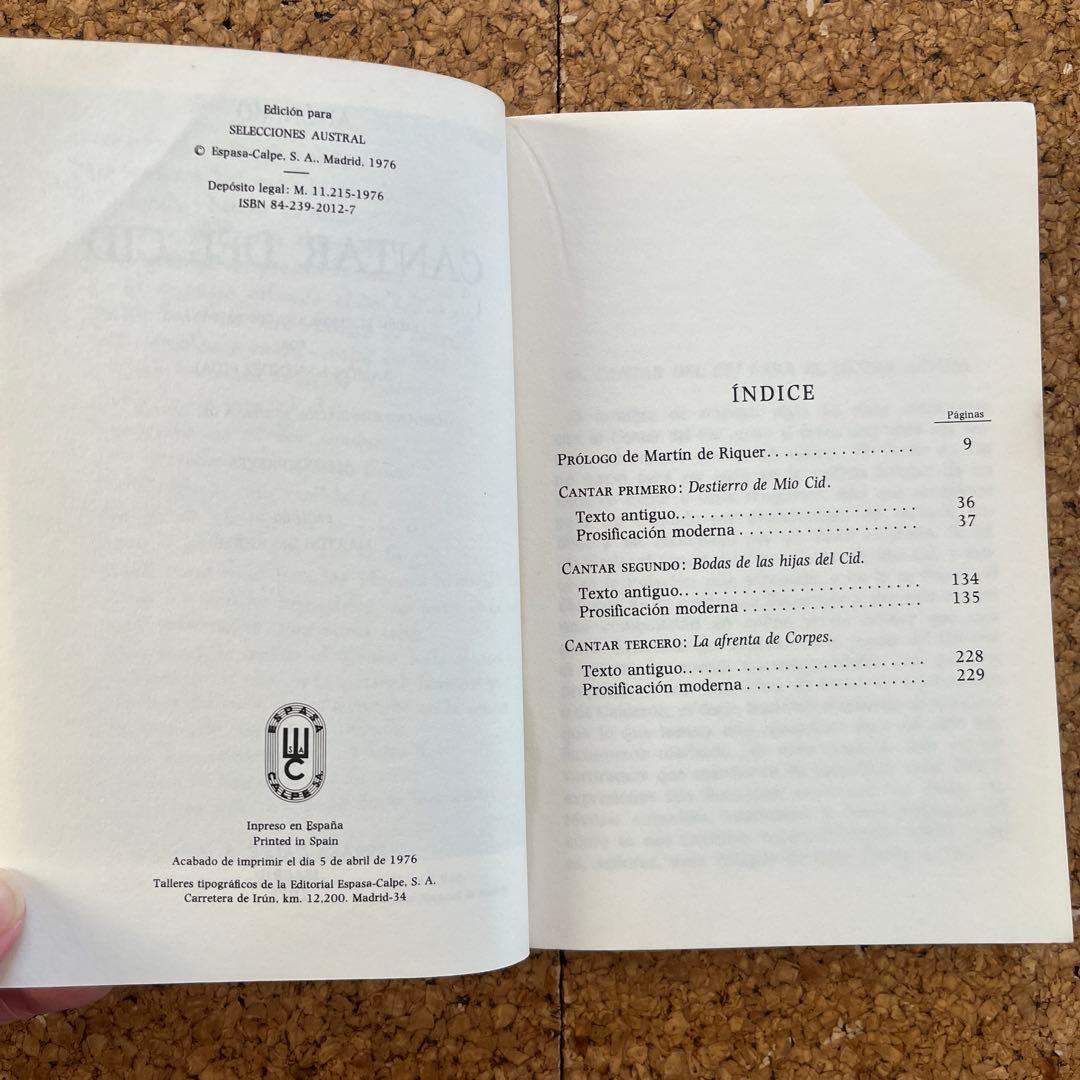 Edición para
SELECCIONES AUSTRAL
© Espasa-Calpe, S. A., Madrid, 1976
Depósito legal: M. 11.215-1976
ISBN 84-239-2012-7
CANTAR DEL CID
ESPASA
S A
C
CALPE S.A.
Inpreso en España
Printed in Spain
Acabado de imprimir el día 5 de abril de 1976
Talleres tipográficos de la Editorial Espasa-Calpe, S. A.
Carretera de Irún, km. 12,200. Madrid-34
ÍNDICE
Páginas
PRÓLOGO de Martín de Riquer................ 9
CANTAR PRIMERO: Destierro de Mio Cid.
Texto antiguo.......................... 36
Prosificación moderna................... 37
CANTAR SEGUNDO: Bodas de las hijas del Cid.
Texto antiguo.......................... 134
Prosificación moderna................... 135
CANTAR TERCERO: La afrenta de Corpes.
Texto antiguo.......................... 228
Prosificación moderna................... 229